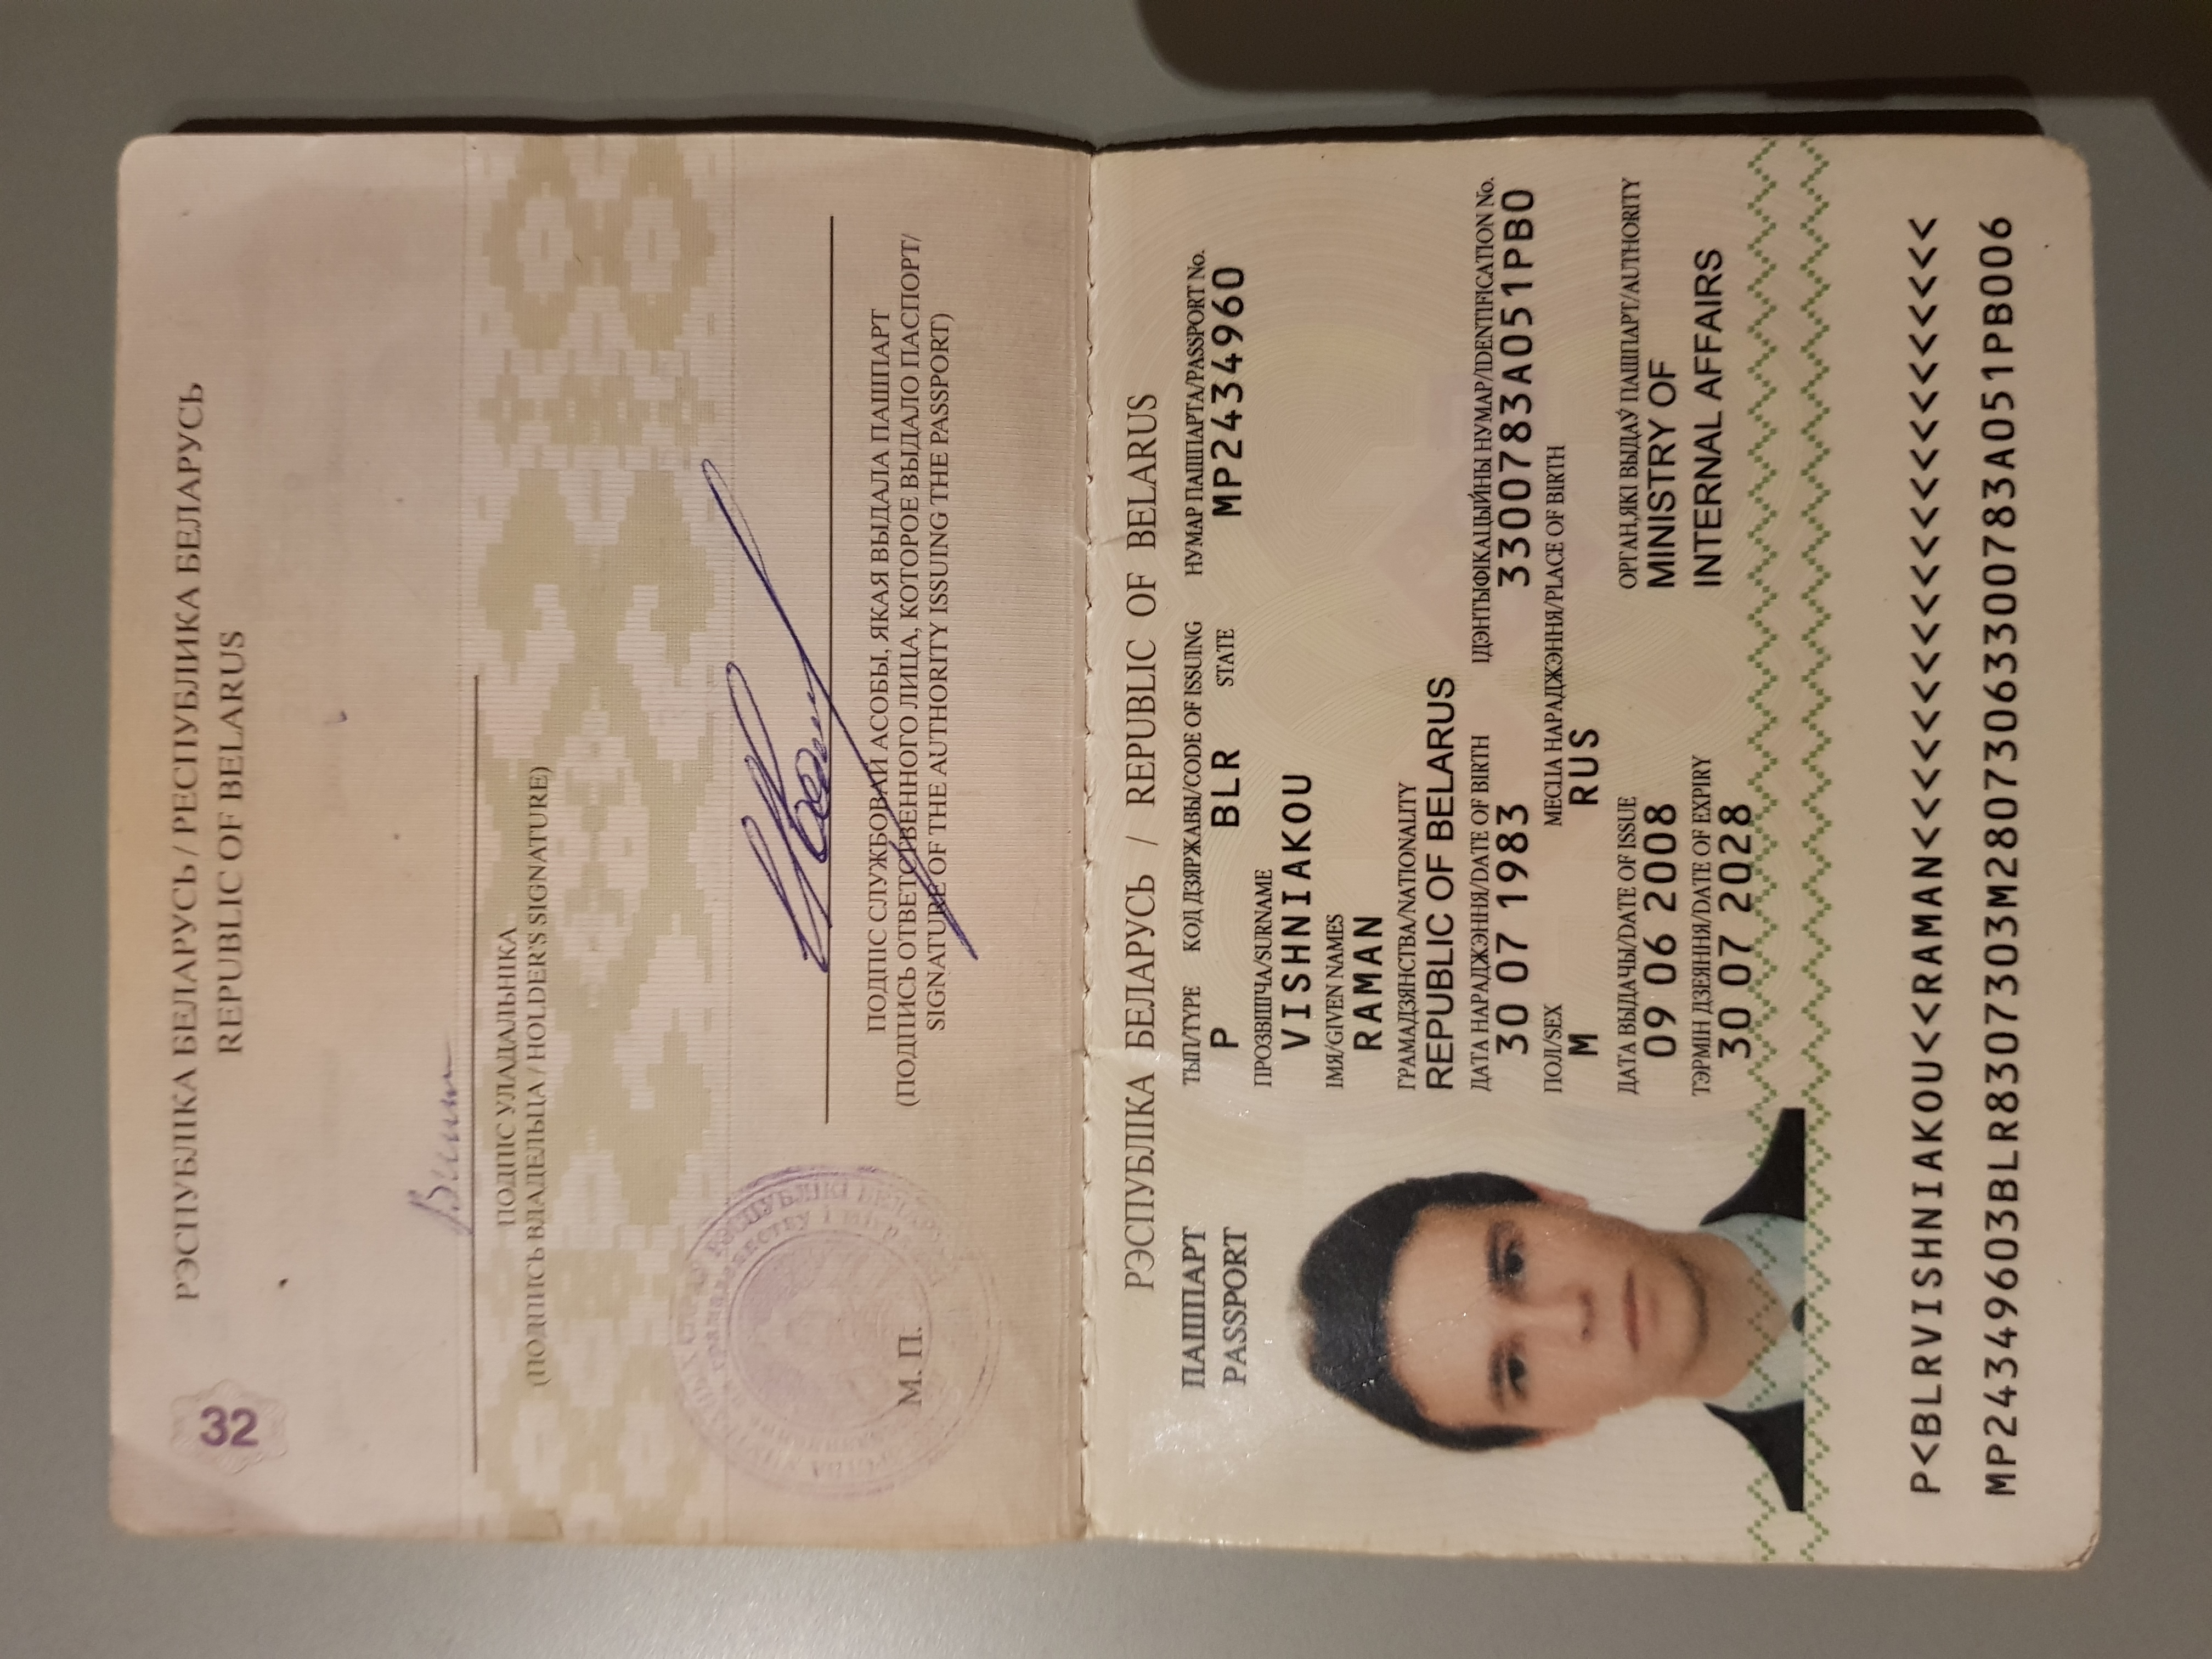 32
РЭСПУБЛІКА БЕЛАРУСЬ / РЕСПУБЛИКА БЕЛАРУСЬ
REPUBLIC OF BELARUS
ПОДПІС УЛАДАЛЬНІКА
(ПОДПИСЬ ВЛАДЕЛЬЦА / HOLDER'S SIGNATURE)
М. П.
ПОДПІС СЛУЖБОВАЙ АСОБЫ, ЯКАЯ ВЫДАЛА ПАШПАРТ
(ПОДПИСЬ ОТВЕТСТВЕННОГО ЛИЦА, КОТОРОЕ ВЫДАЛО ПАСПОРТ/
SIGNATURE OF THE AUTHORITY ISSUING THE PASSPORT)
РЭСПУБЛІКА БЕЛАРУСЬ / REPUBLIC OF BELARUS
ПАШПАРТ
PASSPORT
ТЫП/TYPE КОД ДЗЯРЖАВЫ/CODE OF ISSUING НУМАР ПАШПАРТА/PASSPORT No.
P BLR STATE MP2434960
ПРОЗВІШЧА/SURNAME
VISHNIAKOU
ІМЯ/GIVEN NAMES
RAMAN
ГРАМАДЗЯНСТВА/NATIONALITY
REPUBLIC OF BELARUS
ДАТА НАРАДЖЭННЯ/DATE OF BIRTH ІДЭНТЫФІКАЦЫЙНЫ НУМАР/IDENTIFICATION No.
30 07 1983 3300783A051PB0
ПОЛ/SEX МЕСЦА НАРАДЖЭННЯ/PLACE OF BIRTH
M RUS
ДАТА ВЫДАЧЫ/DATE OF ISSUE ОРГАН,ЯКІ ВЫДАЎ ПАШПАРТ/AUTHORITY
09 06 2008 MINISTRY OF
ТЭРМІН ДЗЕЯННЯ/DATE OF EXPIRY INTERNAL AFFAIRS
30 07 2028
P<BLRVISHNIAKOU<<RAMAN<<<<<<<<<<<<<<<<<<<<<<
MP24349603BLR8307303M28073063300783A051PB006